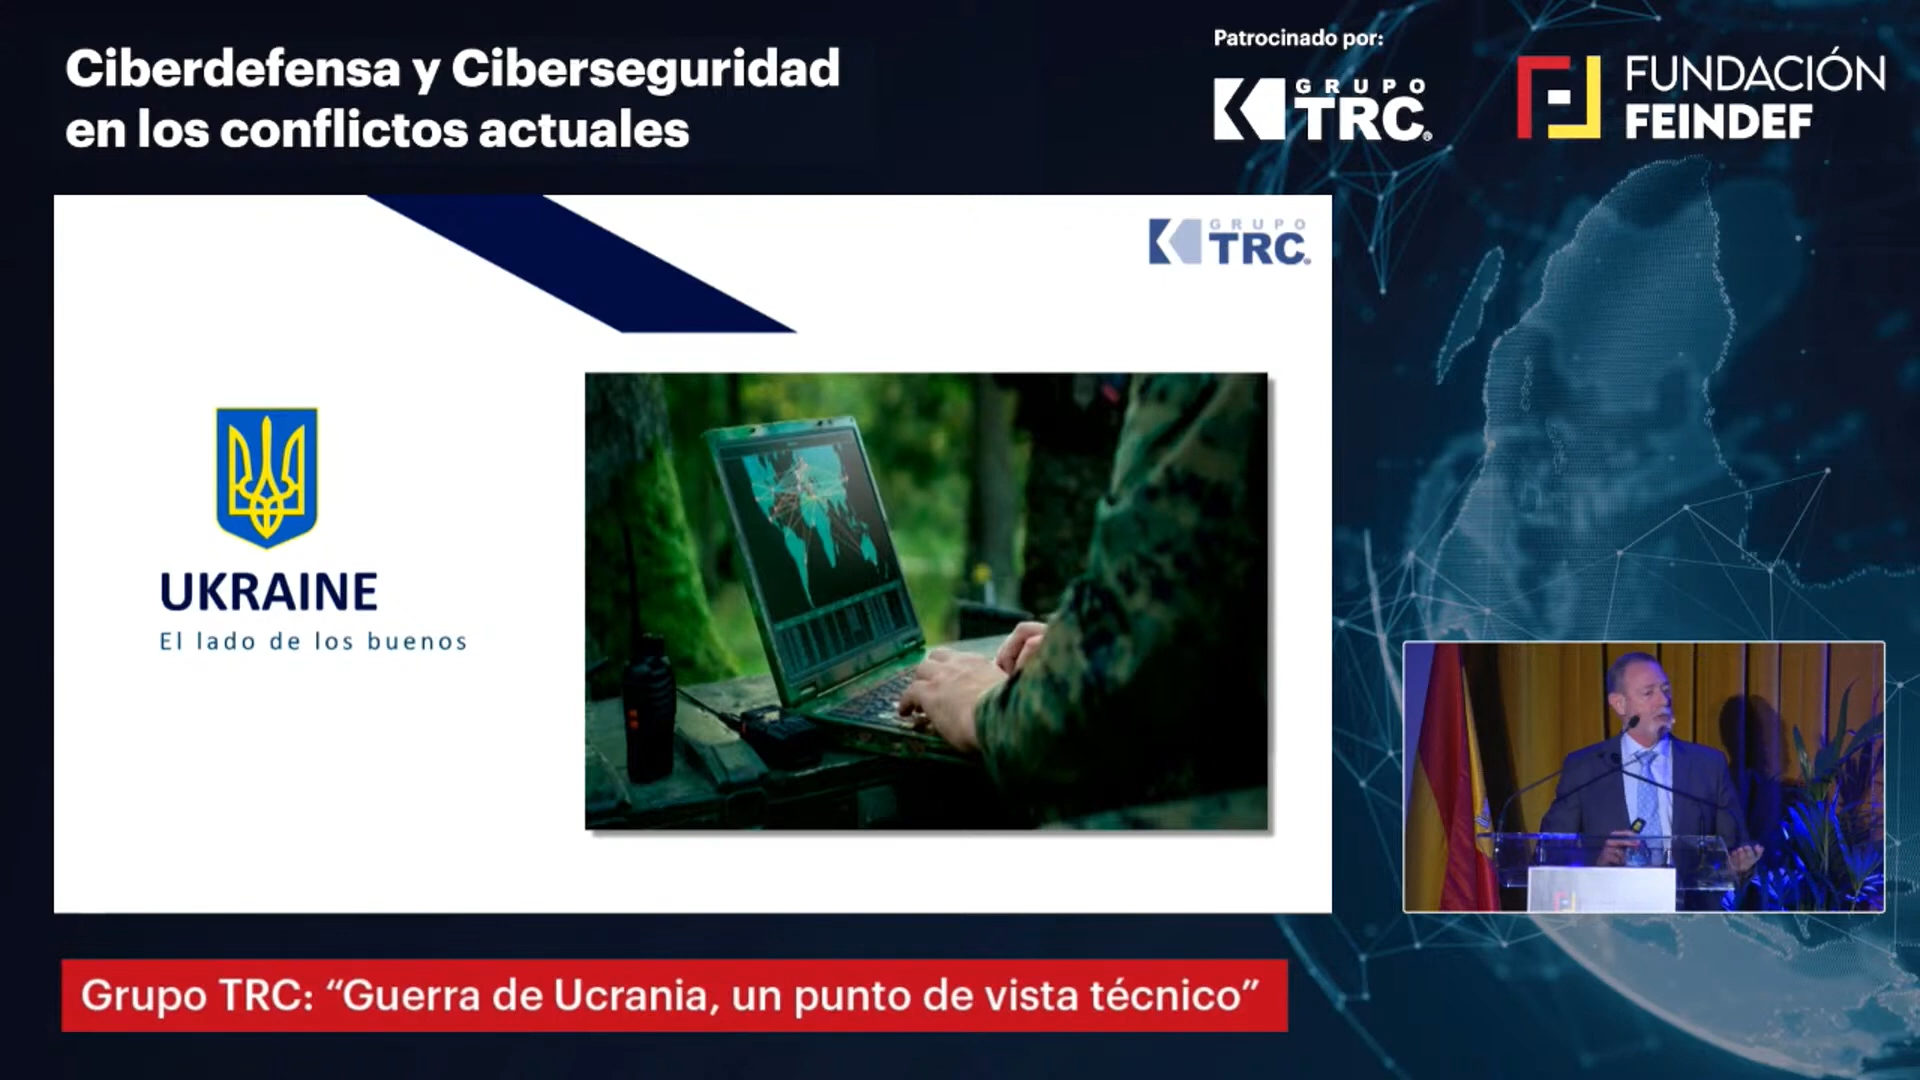 Ciberdefensa y Ciberseguridad
en los conflictos actuales
Patrocinado por:
GRUPO
TRC®
FUNDACIÓN
FEINDEF
GRUPO
TRC®
UKRAINE
El lado de los buenos
Grupo TRC: “Guerra de Ucrania, un punto de vista técnico”